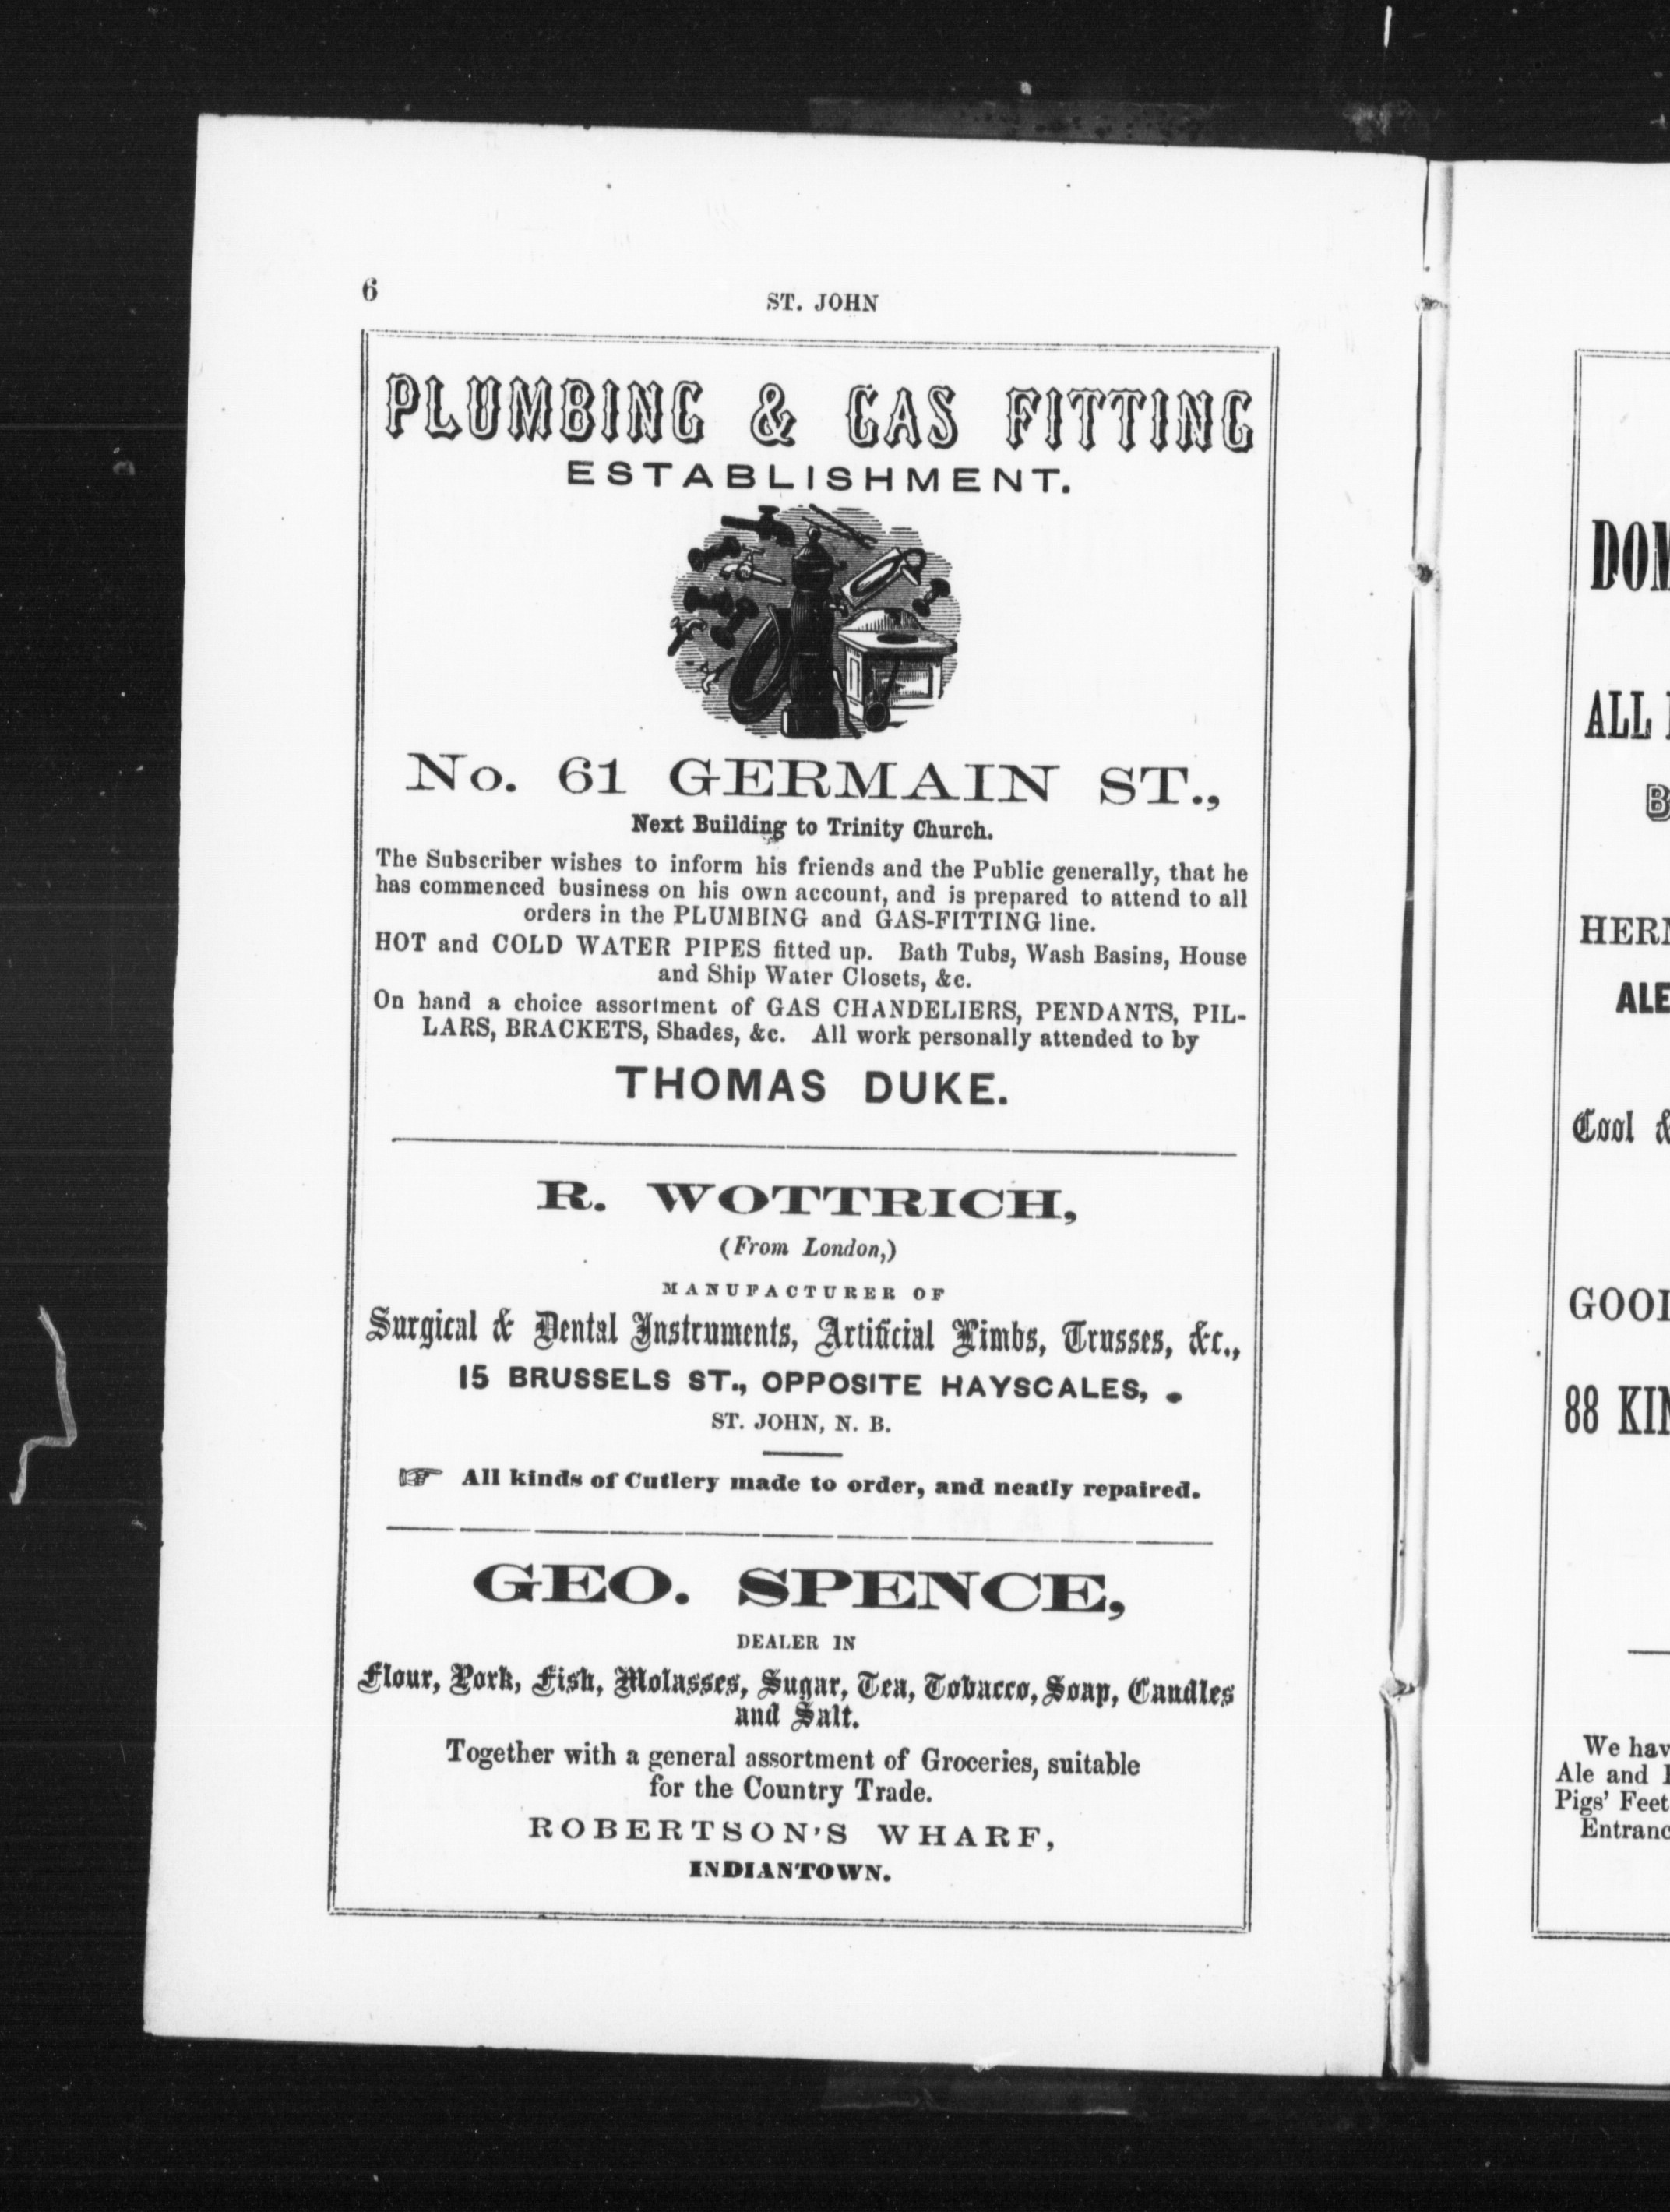 6
ST. JOHN
PLUMBING & GAS FITTING
ESTABLISHMENT.
No. 61 GERMAIN ST.,
Next Building to Trinity Church.
The Subscriber wishes to inform his friends and the Public generally, that he
has commenced business on his own account, and is prepared to attend to all
orders in the PLUMBING and GAS-FITTING line.
HOT and COLD WATER PIPES fitted up. Bath Tubs, Wash Basins, House
and Ship Water Closets, &c.
On hand a choice assortment of GAS CHANDELIERS, PENDANTS, PIL-
LARS, BRACKETS, Shades, &c. All work personally attended to by
THOMAS DUKE.
R. WOTTRICH,
(From London,)
MANUFACTURER OF
Surgical & Dental Instruments, Artificial Limbs, Trusses, &c.,
15 BRUSSELS ST., OPPOSITE HAYSCALES,
ST. JOHN, N. B.
☞ All kinds of Cutlery made to order, and neatly repaired.
GEO. SPENCE,
DEALER IN
Flour, Pork, Fish, Molasses, Sugar, Tea, Tobacco, Soap, Candles
and Salt.
Together with a general assortment of Groceries, suitable
for the Country Trade.
ROBERTSON'S WHARF,
INDIANTOWN.
ALL
ALE
Cool &
88
We
Ale and
Pigs' Feet